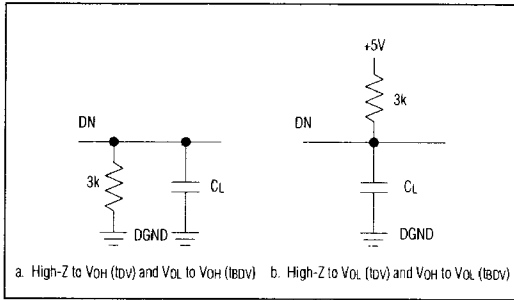 +5V
3k
DN
DN
3k
CL
CL
DGND
DGND
a. High-Z to VOH (tDV) and VOL to VOH (tBDV)
b. High-Z to VOL (tDV) and VOH to VOL (tBDV)